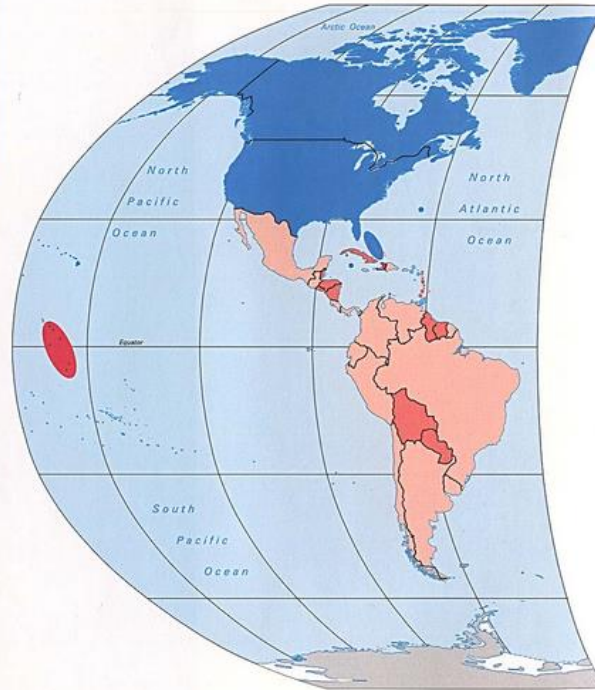 Arctic Ocean
North
Pacific
Ocean
North
Atlantic
Ocean
Equator
South
Pacific
Ocean